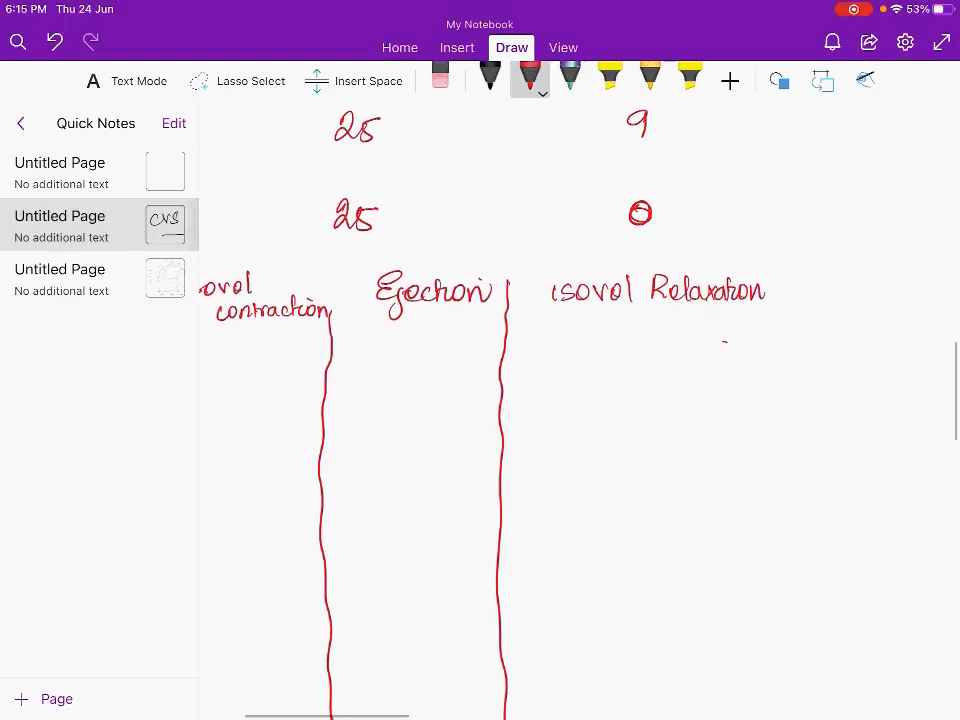 6:15 PM Thu 24 Jun
53%
My Notebook
Home Insert Draw View
Text Mode Lasso Select Insert Space
Quick Notes Edit
Untitled Page
No additional text
Untitled Page
No additional text
CNS
Untitled Page
No additional text
Page
25 9
25 0
ovol contraction
Ejection
isovol Relaxation